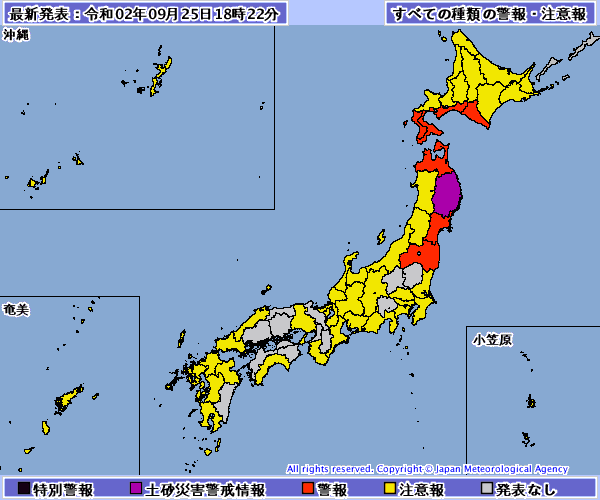 最新発表：令和02年09月25日18時22分
すべての種類の警報・注意報
沖縄
奄美
小笠原
All rights reserved. Copyright © Japan Meteorological Agency
特別警報 土砂災害警戒情報 警報 注意報 発表なし